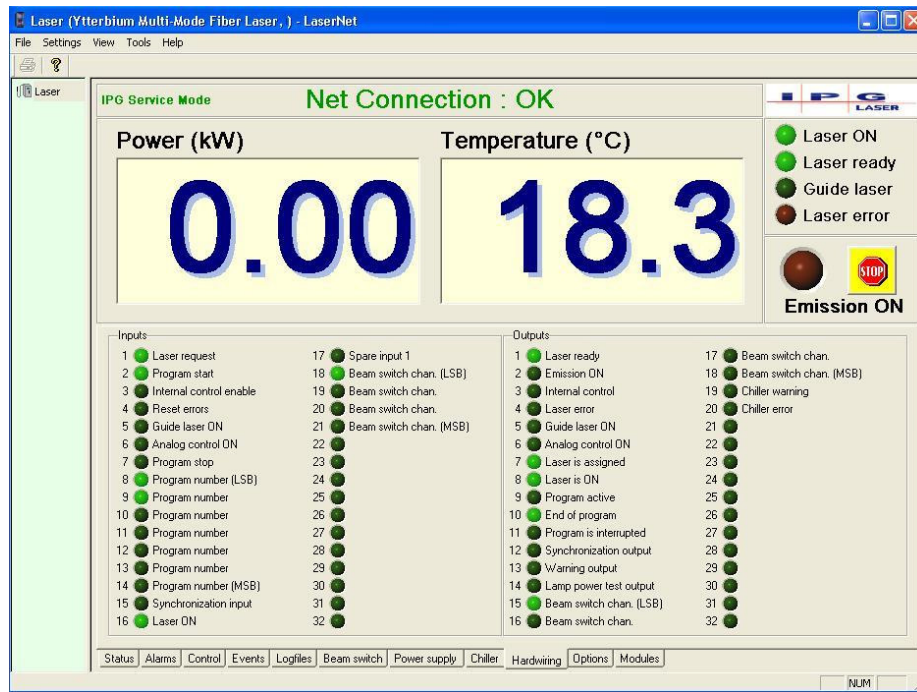 Laser (Ytterbium Multi-Mode Fiber Laser, ) - LaserNet
File Settings View Tools Help
Laser
IPG Service Mode
Net Connection : OK
IPG
LASER
Power (kW)
0.00
Temperature (°C)
18.3
Laser ON
Laser ready
Guide laser
Laser error
STOP
Emission ON
Inputs
1 Laser request
2 Program start
3 Internal control enable
4 Reset errors
5 Guide laser ON
6 Analog control ON
7 Program stop
8 Program number (LSB)
9 Program number
10 Program number
11 Program number
12 Program number
13 Program number
14 Program number (MSB)
15 Synchronization input
16 Laser ON
17 Spare input 1
18 Beam switch chan. (LSB)
19 Beam switch chan.
20 Beam switch chan.
21 Beam switch chan. (MSB)
22
23
24
25
26
27
28
29
30
31
32
Outputs
1 Laser ready
2 Emission ON
3 Internal control
4 Laser error
5 Guide laser ON
6 Analog control ON
7 Laser is assigned
8 Laser is ON
9 Program active
10 End of program
11 Program is interrupted
12 Synchronization output
13 Warning output
14 Lamp power test output
15 Beam switch chan. (LSB)
16 Beam switch chan.
17 Beam switch chan.
18 Beam switch chan. (MSB)
19 Chiller warning
20 Chiller error
21
22
23
24
25
26
27
28
29
30
31
32
Status Alarms Control Events Logfiles Beam switch Power supply Chiller Hardwiring Options Modules
NUM